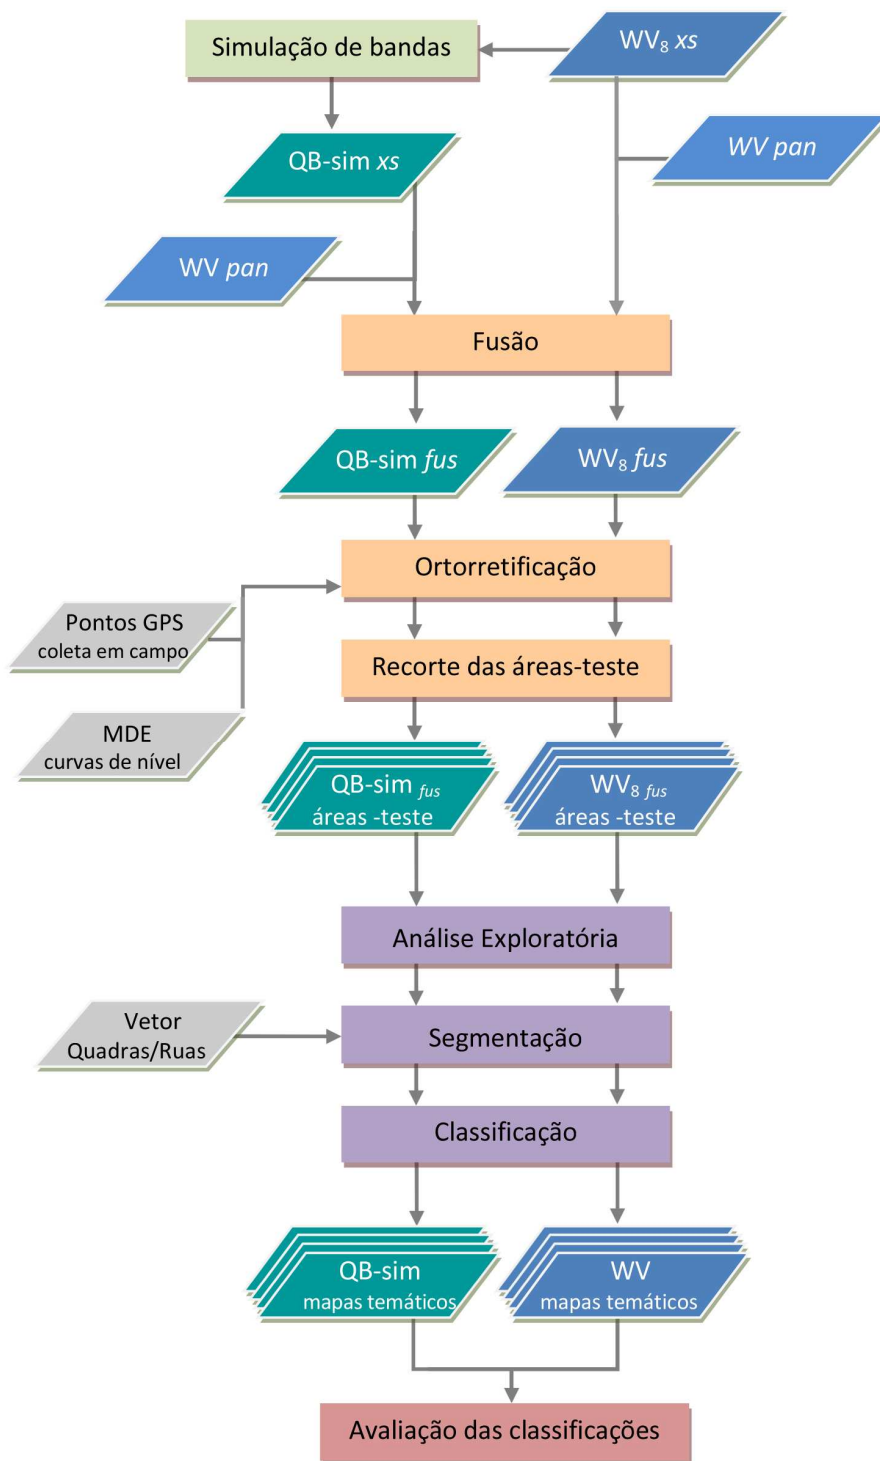 Simulação de bandas
WV₈ xs
WV pan
QB-sim xs
WV pan
Fusão
QB-sim fus
WV₈ fus
Ortorretificação
Pontos GPS
coleta em campo
Recorte das áreas-teste
MDE
curvas de nível
QB-sim fus
áreas -teste
WV₈ fus
áreas -teste
Análise Exploratória
Vetor
Quadras/Ruas
Segmentação
Classificação
QB-sim
mapas temáticos
WV
mapas temáticos
Avaliação das classificações